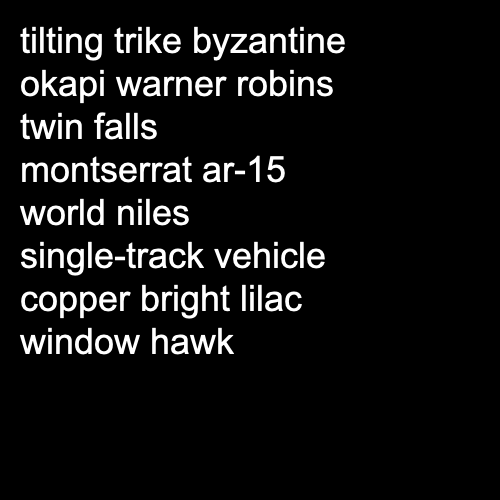 tilting trike byzantine
okapi warner robins
twin falls
montserrat ar-15
world niles
single-track vehicle
copper bright lilac
window hawk